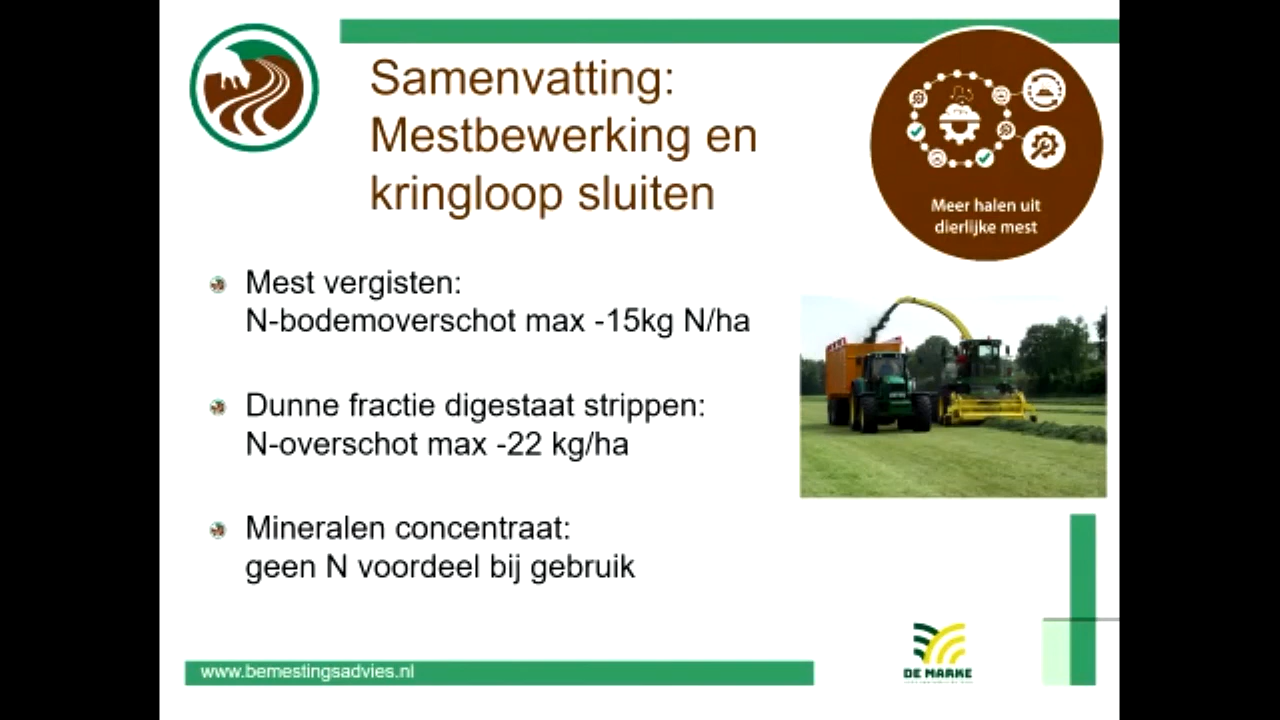 Samenvatting:
Mestbewerking en
kringloop sluiten
Meer halen uit
dierlijke mest
Mest vergisten:
N-bodemoverschot max -15kg N/ha
Dunne fractie digestaat strippen:
N-overschot max -22 kg/ha
Mineralen concentraat:
geen N voordeel bij gebruik
www.bemestingsadvies.nl
DE MARKE